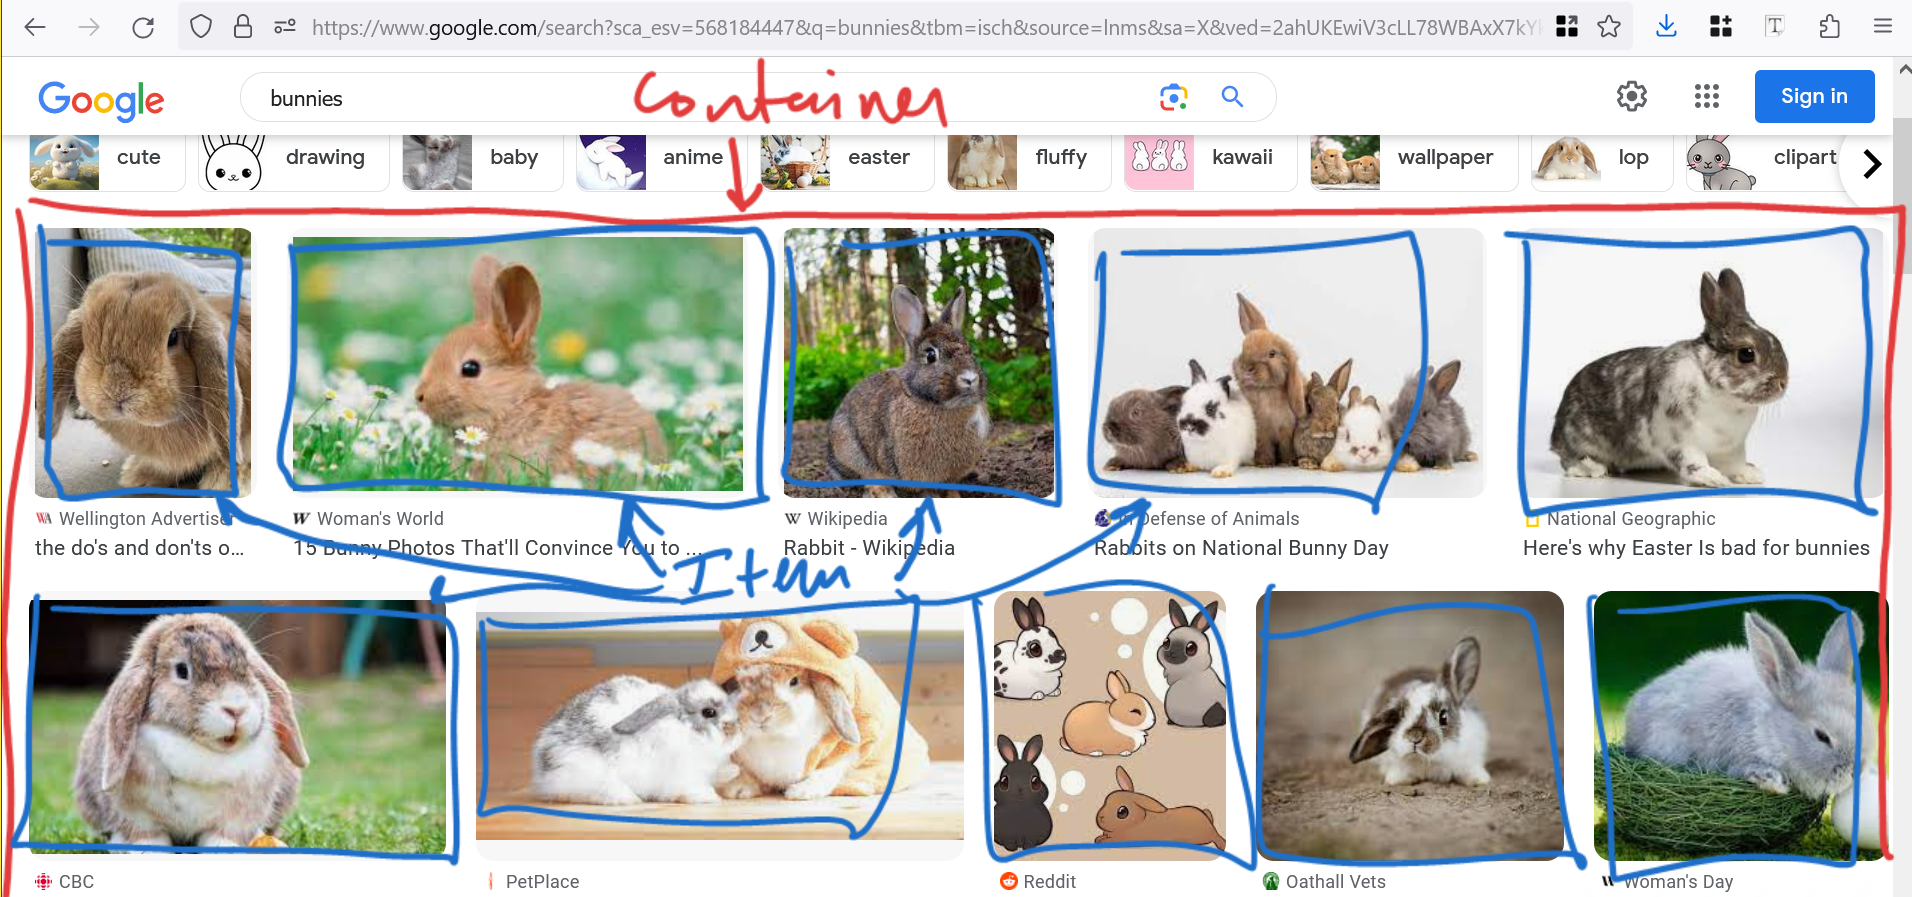 https://www.google.com/search?sca_esv=568184447&q=bunnies&tbm=isch&source=lnms&sa=X&ved=2ahUKEwiV3cLL78WBAxX7kY
Google bunnies Container Sign in
cute drawing baby anime easter fluffy kawaii wallpaper lop clipart
Wellington Advertiser
the do's and don'ts o...
Woman's World
15 Bunny Photos That'll Convince You to ...
Wikipedia
Rabbit - Wikipedia
In Defense of Animals
Rabbits on National Bunny Day
National Geographic
Here's why Easter Is bad for bunnies
Item
CBC
PetPlace
Reddit
Oathall Vets
Woman's Day